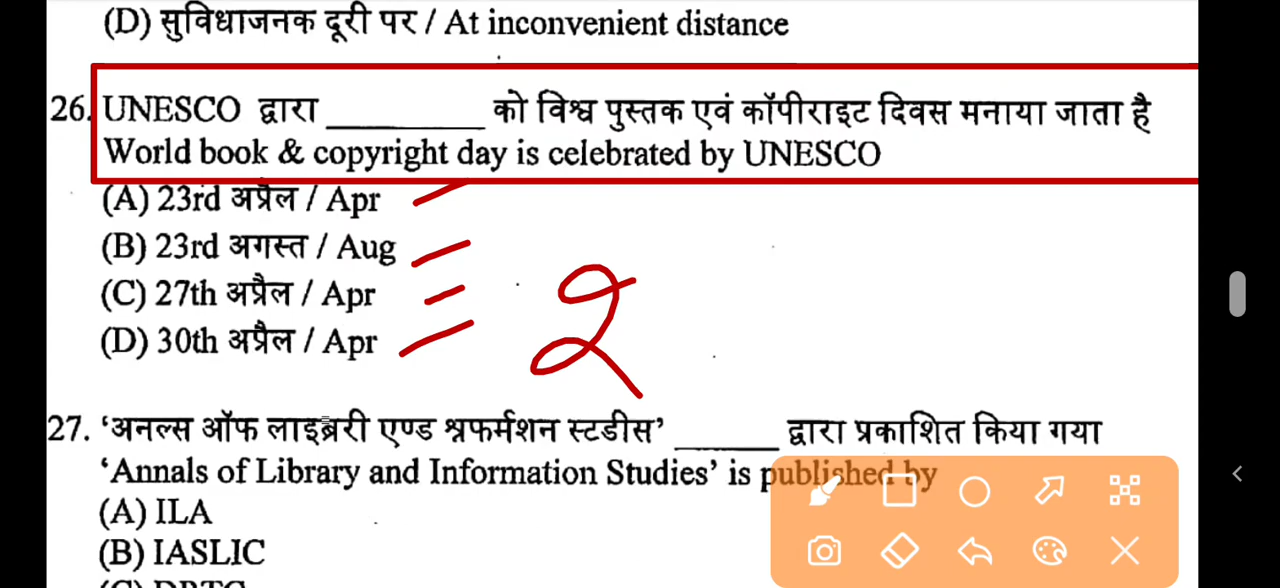 (D) सुविधाजनक दूरी पर / At inconvenient distance
26. UNESCO द्वारा ________ को विश्व पुस्तक एवं कॉपीराइट दिवस मनाया जाता है
World book & copyright day is celebrated by UNESCO
(A) 23rd अप्रैल / Apr
(B) 23rd अगस्त / Aug
(C) 27th अप्रैल / Apr
(D) 30th अप्रैल / Apr
27. ‘अनल्स ऑफ लाइब्रेरी एण्ड श्नफर्मशन स्टडीस’ ______ द्वारा प्रकाशित किया गया
‘Annals of Library and Information Studies’ is published by
(A) ILA
(B) IASLIC